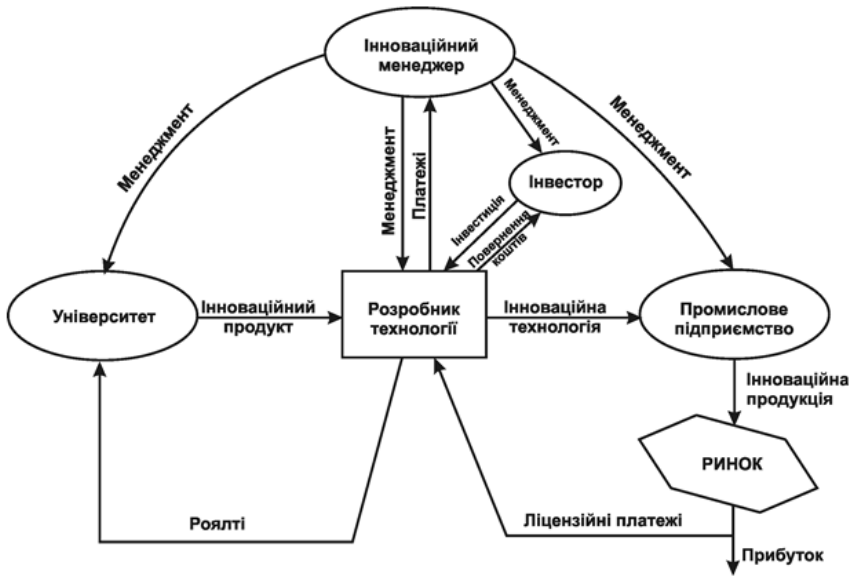 Інноваційний
менеджер
Менеджмент
Менеджмент
Платежі
Менеджмент
Менеджмент
Інвестор
Інвестиція
Повернення
коштів
Університет
Інноваційний
продукт
Розробник
технології
Інноваційна
технологія
Промислове
підприємство
Інноваційна
продукція
РИНОК
Роялті
Ліцензійні платежі
Прибуток